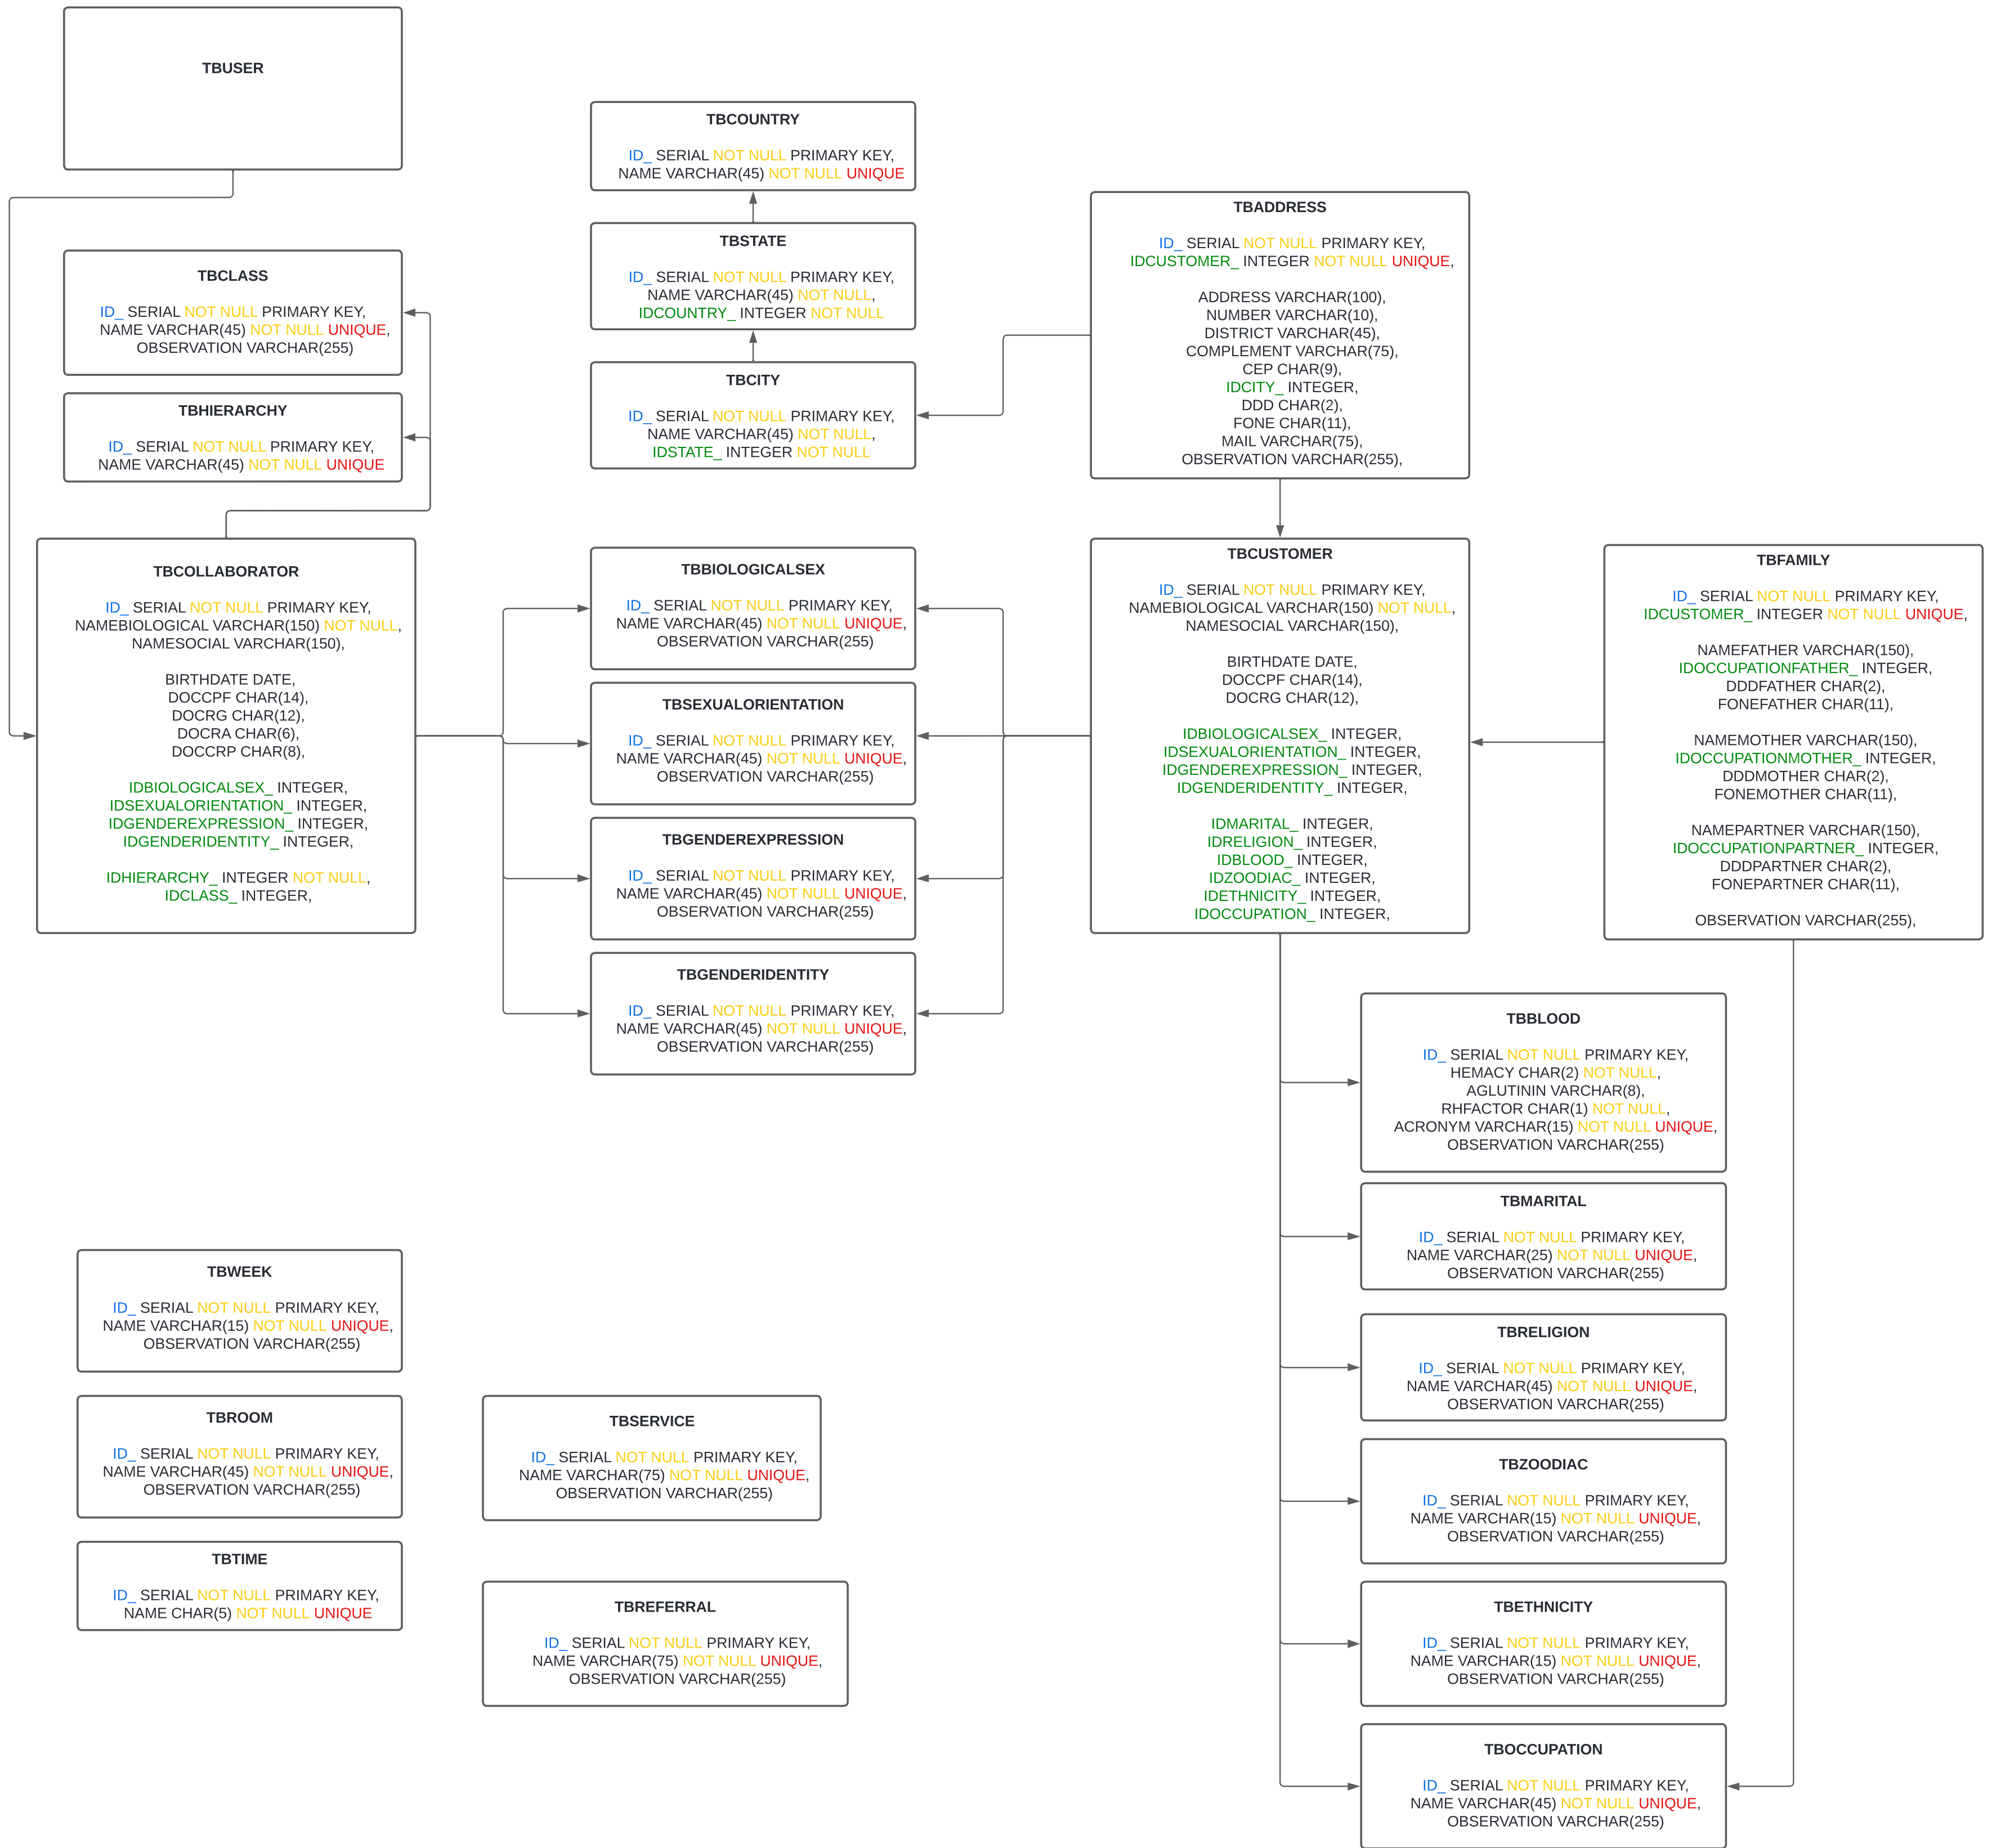 TBUSER
TBCOUNTRY
ID_ SERIAL NOT NULL PRIMARY KEY,
NAME VARCHAR(45) NOT NULL UNIQUE
TBSTATE
ID_ SERIAL NOT NULL PRIMARY KEY,
NAME VARCHAR(45) NOT NULL,
IDCOUNTRY_ INTEGER NOT NULL
TBCITY
ID_ SERIAL NOT NULL PRIMARY KEY,
NAME VARCHAR(45) NOT NULL,
IDSTATE_ INTEGER NOT NULL
TBADDRESS
ID_ SERIAL NOT NULL PRIMARY KEY,
IDCUSTOMER_ INTEGER NOT NULL UNIQUE,
ADDRESS VARCHAR(100),
NUMBER VARCHAR(10),
DISTRICT VARCHAR(45),
COMPLEMENT VARCHAR(75),
CEP CHAR(9),
IDCITY_ INTEGER,
DDD CHAR(2),
FONE CHAR(11),
MAIL VARCHAR(75),
OBSERVATION VARCHAR(255),
TBCLASS
ID_ SERIAL NOT NULL PRIMARY KEY,
NAME VARCHAR(45) NOT NULL UNIQUE,
OBSERVATION VARCHAR(255)
TBHIERARCHY
ID_ SERIAL NOT NULL PRIMARY KEY,
NAME VARCHAR(45) NOT NULL UNIQUE
TBCOLLABORATOR
ID_ SERIAL NOT NULL PRIMARY KEY,
NAMEBIOLOGICAL VARCHAR(150) NOT NULL,
NAMESOCIAL VARCHAR(150),
BIRTHDATE DATE,
DOCCPF CHAR(14),
DOCRG CHAR(12),
DOCRA CHAR(6),
DOCCRP CHAR(8),
IDBIOLOGICALSEX_ INTEGER,
IDSEXUALORIENTATION_ INTEGER,
IDGENDEREXPRESSION_ INTEGER,
IDGENDERIDENTITY_ INTEGER,
IDHIERARCHY_ INTEGER NOT NULL,
IDCLASS_ INTEGER,
TBBIOLOGICALSEX
ID_ SERIAL NOT NULL PRIMARY KEY,
NAME VARCHAR(45) NOT NULL UNIQUE,
OBSERVATION VARCHAR(255)
TBSEXUALORIENTATION
ID_ SERIAL NOT NULL PRIMARY KEY,
NAME VARCHAR(45) NOT NULL UNIQUE,
OBSERVATION VARCHAR(255)
TBGENDEREXPRESSION
ID_ SERIAL NOT NULL PRIMARY KEY,
NAME VARCHAR(45) NOT NULL UNIQUE,
OBSERVATION VARCHAR(255)
TBGENDERIDENTITY
ID_ SERIAL NOT NULL PRIMARY KEY,
NAME VARCHAR(45) NOT NULL UNIQUE,
OBSERVATION VARCHAR(255)
TBCUSTOMER
ID_ SERIAL NOT NULL PRIMARY KEY,
NAMEBIOLOGICAL VARCHAR(150) NOT NULL,
NAMESOCIAL VARCHAR(150),
BIRTHDATE DATE,
DOCCPF CHAR(14),
DOCRG CHAR(12),
IDBIOLOGICALSEX_ INTEGER,
IDSEXUALORIENTATION_ INTEGER,
IDGENDEREXPRESSION_ INTEGER,
IDGENDERIDENTITY_ INTEGER,
IDMARITAL_ INTEGER,
IDRELIGION_ INTEGER,
IDBLOOD_ INTEGER,
IDZOODIAC_ INTEGER,
IDETHNICITY_ INTEGER,
IDOCCUPATION_ INTEGER,
TBFAMILY
ID_ SERIAL NOT NULL PRIMARY KEY,
IDCUSTOMER_ INTEGER NOT NULL UNIQUE,
NAMEFATHER VARCHAR(150),
IDOCCUPATIONFATHER_ INTEGER,
DDDFATHER CHAR(2),
FONEFATHER CHAR(11),
NAMEMOTHER VARCHAR(150),
IDOCCUPATIONMOTHER_ INTEGER,
DDDMOTHER CHAR(2),
FONEMOTHER CHAR(11),
NAMEPARTNER VARCHAR(150),
IDOCCUPATIONPARTNER_ INTEGER,
DDDPARTNER CHAR(2),
FONEPARTNER CHAR(11),
OBSERVATION VARCHAR(255),
TBBLOOD
ID_ SERIAL NOT NULL PRIMARY KEY,
HEMACY CHAR(2) NOT NULL,
AGLUTININ VARCHAR(8),
RHFACTOR CHAR(1) NOT NULL,
ACRONYM VARCHAR(15) NOT NULL UNIQUE,
OBSERVATION VARCHAR(255)
TBMARITAL
ID_ SERIAL NOT NULL PRIMARY KEY,
NAME VARCHAR(25) NOT NULL UNIQUE,
OBSERVATION VARCHAR(255)
TBRELIGION
ID_ SERIAL NOT NULL PRIMARY KEY,
NAME VARCHAR(45) NOT NULL UNIQUE,
OBSERVATION VARCHAR(255)
TBZOODIAC
ID_ SERIAL NOT NULL PRIMARY KEY,
NAME VARCHAR(15) NOT NULL UNIQUE,
OBSERVATION VARCHAR(255)
TBETHNICITY
ID_ SERIAL NOT NULL PRIMARY KEY,
NAME VARCHAR(15) NOT NULL UNIQUE,
OBSERVATION VARCHAR(255)
TBOCCUPATION
ID_ SERIAL NOT NULL PRIMARY KEY,
NAME VARCHAR(45) NOT NULL UNIQUE,
OBSERVATION VARCHAR(255)
TBWEEK
ID_ SERIAL NOT NULL PRIMARY KEY,
NAME VARCHAR(15) NOT NULL UNIQUE,
OBSERVATION VARCHAR(255)
TBROOM
ID_ SERIAL NOT NULL PRIMARY KEY,
NAME VARCHAR(45) NOT NULL UNIQUE,
OBSERVATION VARCHAR(255)
TBTIME
ID_ SERIAL NOT NULL PRIMARY KEY,
NAME CHAR(5) NOT NULL UNIQUE
TBSERVICE
ID_ SERIAL NOT NULL PRIMARY KEY,
NAME VARCHAR(75) NOT NULL UNIQUE,
OBSERVATION VARCHAR(255)
TBREFERRAL
ID_ SERIAL NOT NULL PRIMARY KEY,
NAME VARCHAR(75) NOT NULL UNIQUE,
OBSERVATION VARCHAR(255)